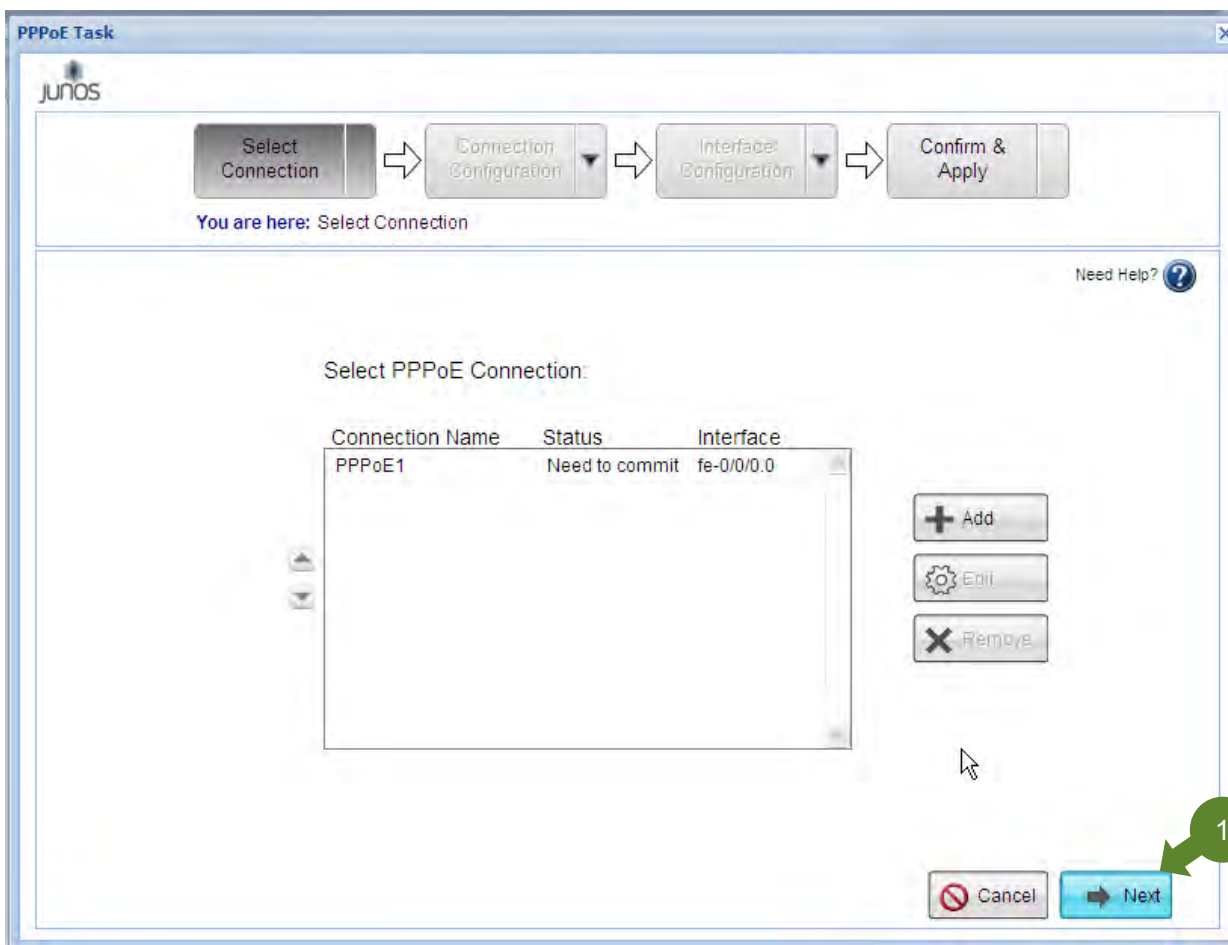 PPPoE Task
JUNOS
Select
Connection
Connection
Configuration
Interface
Configuration
Confirm &
Apply
You are here: Select Connection
Need Help? ?
Select PPPoE Connection:
Connection Name Status Interface
PPPoE1 Need to commit fe-0/0/0.0
Add
Edit
Remove
1
Cancel
Next